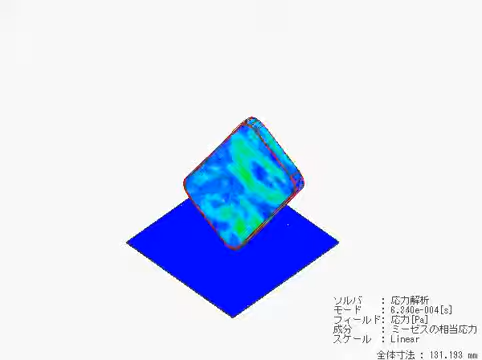 ソルバ : 応力解析
モード : 6.240e-004[s]
フィールド: 応力[Pa]
成分 : ミーゼスの相当応力
スケール : Linear
全体寸法 : 131.193 mm